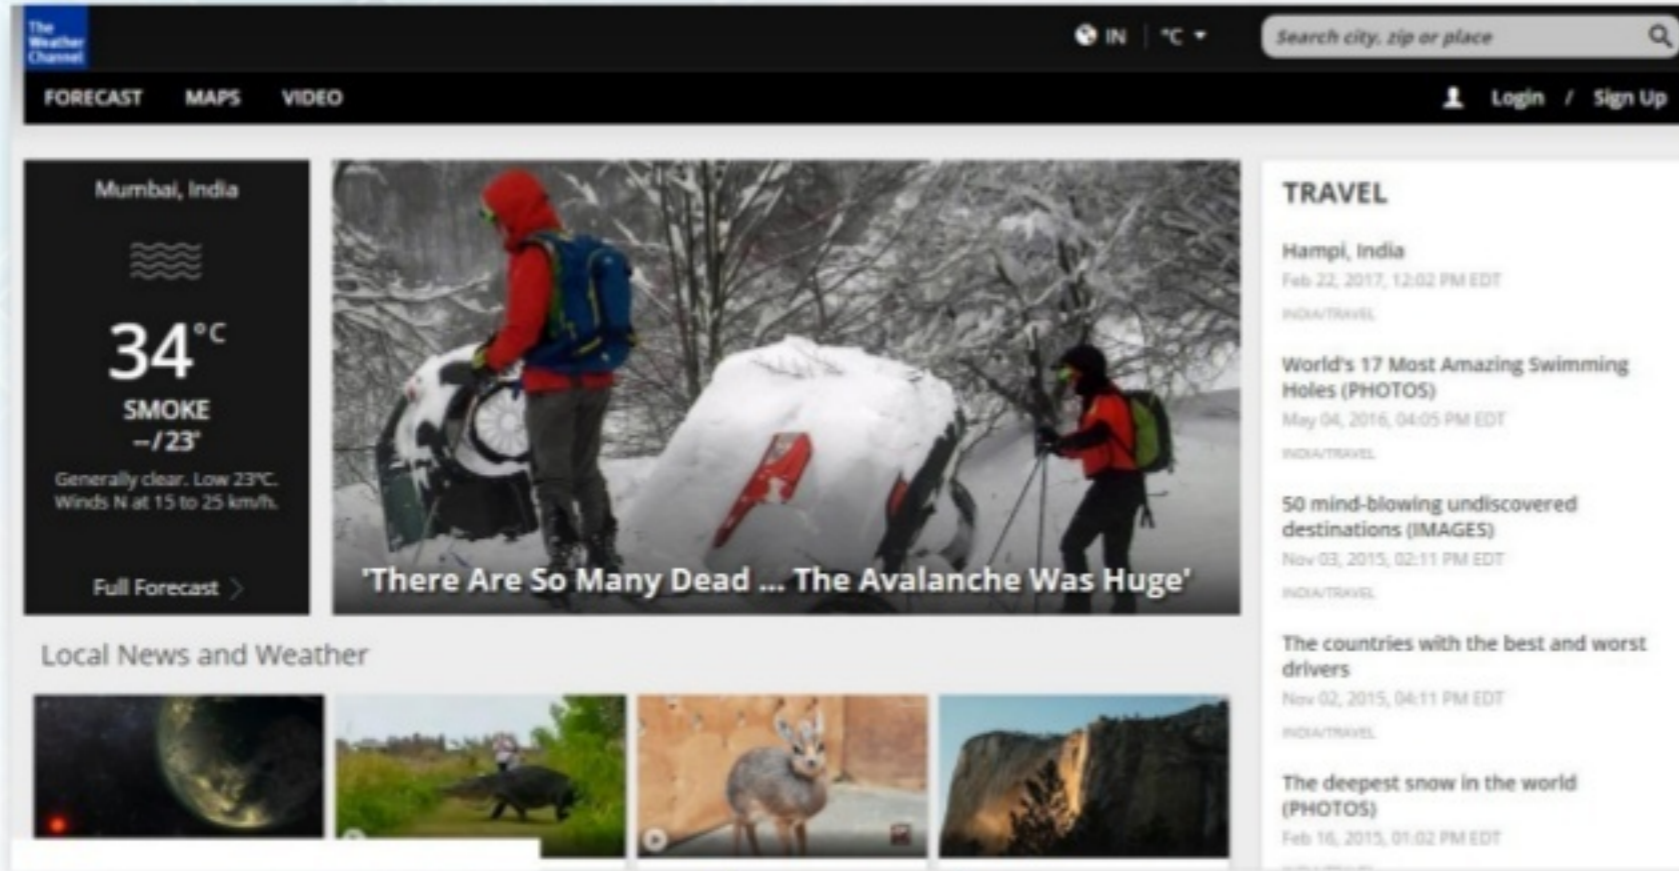 The
Weather
Channel
IN
°C
Search city, zip or place
FORECAST
MAPS
VIDEO
Login / Sign Up
Mumbai, India
34°C
SMOKE
--/23°
Generally clear. Low 23°C.
Winds N at 15 to 25 km/h.
Full Forecast
'There Are So Many Dead ... The Avalanche Was Huge'
Local News and Weather
TRAVEL
Hampi, India
Feb 22, 2017, 12:02 PM EDT
INDIA/TRAVEL
World's 17 Most Amazing Swimming
Holes (PHOTOS)
May 04, 2016, 04:05 PM EDT
INDIA/TRAVEL
50 mind-blowing undiscovered
destinations (IMAGES)
Nov 03, 2015, 02:11 PM EDT
INDIA/TRAVEL
The countries with the best and worst
drivers
Nov 02, 2015, 04:11 PM EDT
INDIA/TRAVEL
The deepest snow in the world
(PHOTOS)
Feb 16, 2015, 01:02 PM EDT